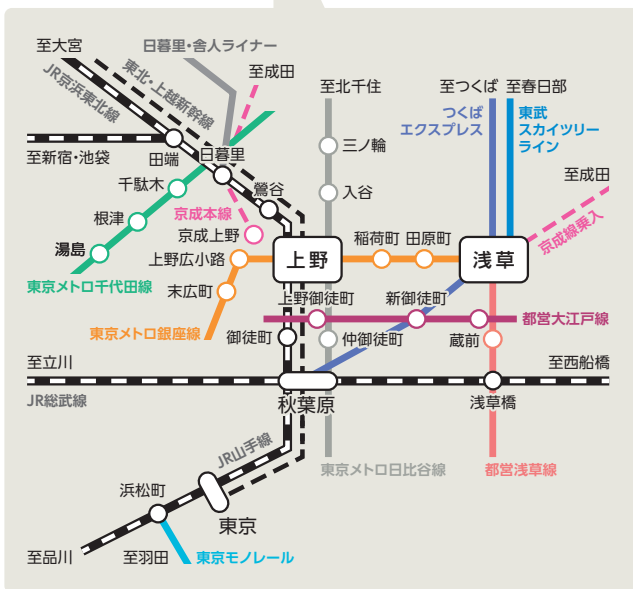 至大宮
日暮里・舎人ライナー
JR京浜東北線
東北・上越新幹線
至成田
至北千住
至つくば
至春日部
つくば
エクスプレス
東武
スカイツリー
ライン
至新宿・池袋
田端
日暮里
三ノ輪
千駄木
鶯谷
入谷
至成田
根津
京成本線
京成線乗入
湯島
京成上野
上野広小路
上野
稲荷町
田原町
浅草
東京メトロ千代田線
末広町
上野御徒町
新御徒町
都営大江戸線
東京メトロ銀座線
御徒町
仲御徒町
蔵前
至立川
至西船橋
JR総武線
秋葉原
浅草橋
JR山手線
東京メトロ日比谷線
都営浅草線
浜松町
東京
至品川
至羽田
東京モノレール